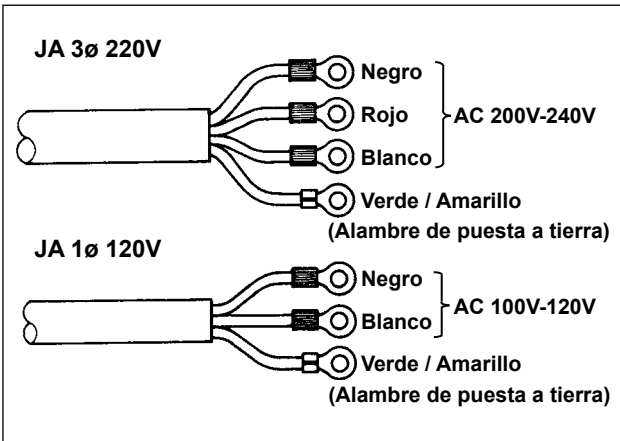 JA 3ø 220V
Negro
Rojo
AC 200V-240V
Blanco
Verde / Amarillo
(Alambre de puesta a tierra)
JA 1ø 120V
Negro
AC 100V-120V
Blanco
Verde / Amarillo
(Alambre de puesta a tierra)